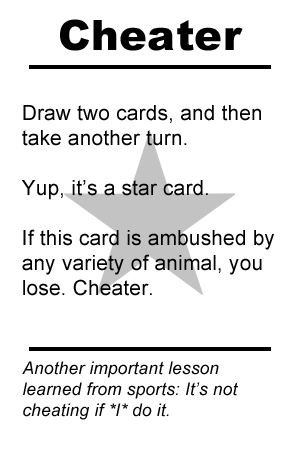 Cheater
Draw two cards, and then
take another turn.
Yup, it's a star card.
If this card is ambushed by
any variety of animal, you
lose. Cheater.
Another important lesson
learned from sports: It's not
cheating if *I* do it.